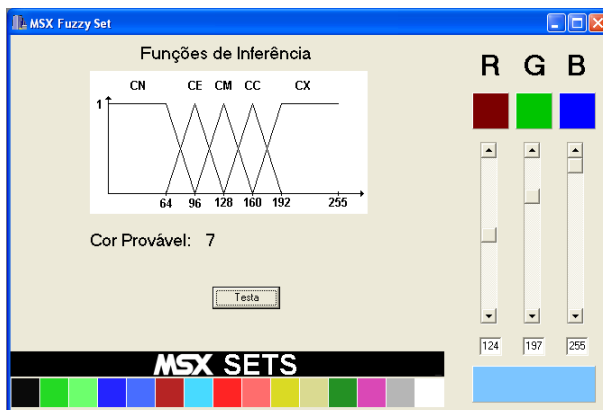 MSX Fuzzy Set
Funções de Inferência
CN CE CM CC CX
1
64 96 128 160 192 255
Cor Provável: 7
Testa
MSX SETS
R G B
124 197 255